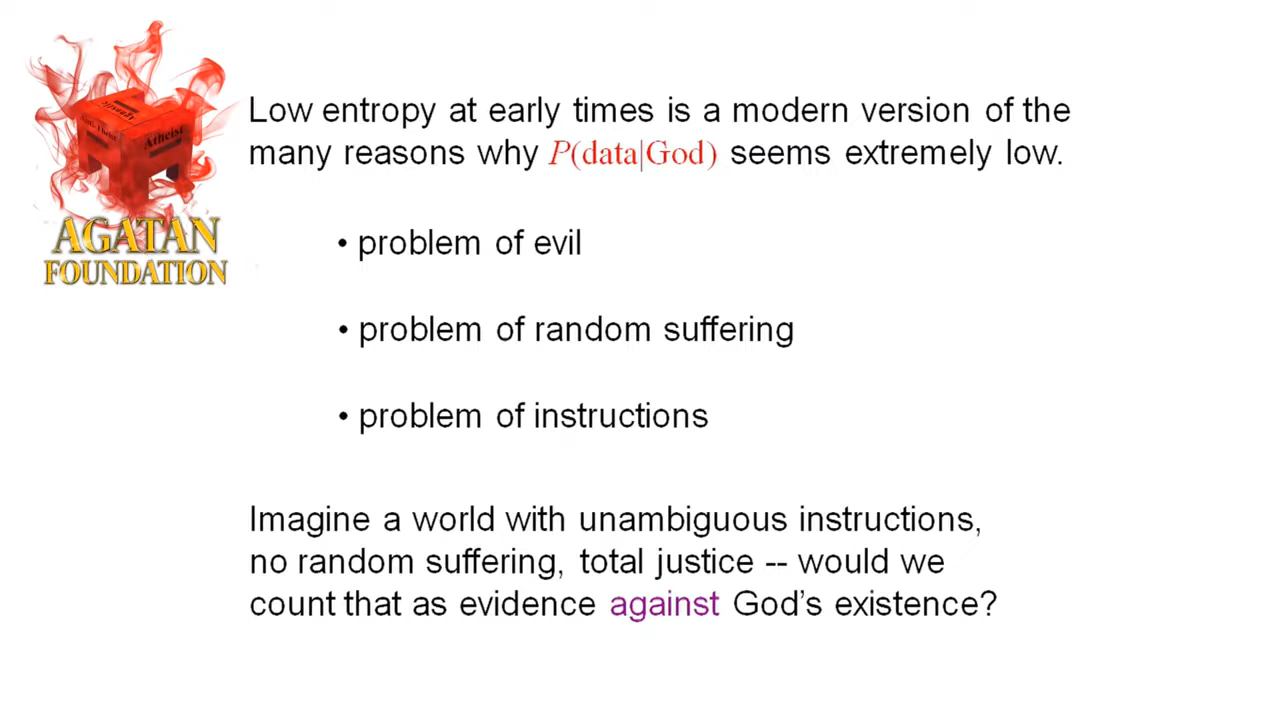 Low entropy at early times is a modern version of the
many reasons why P(data|God) seems extremely low.
• problem of evil
• problem of random suffering
• problem of instructions
Imagine a world with unambiguous instructions,
no random suffering, total justice -- would we
count that as evidence against God's existence?
Atheist
AGATAN
FOUNDATION